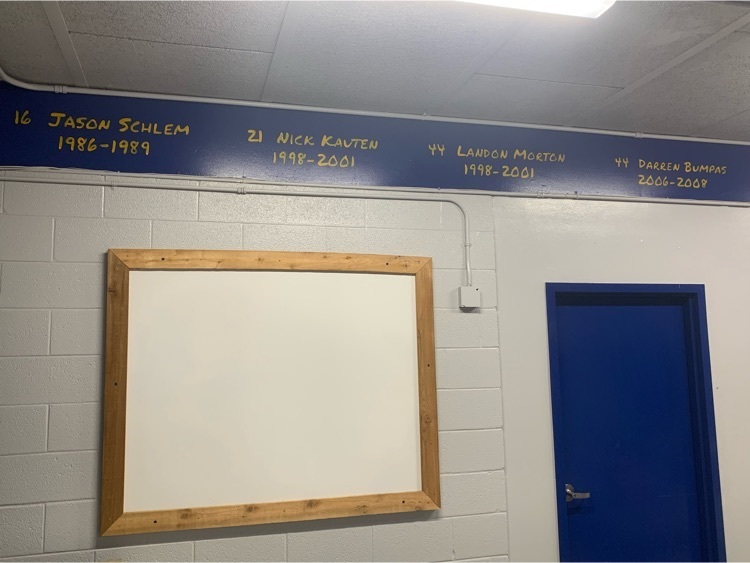 16 JASON SCHLEM
1986-1989
21 NICK KAUTEN
1998-2001
44 LANDON MORTON
1998-2001
44 DARREN BUMPAS
2006-2008